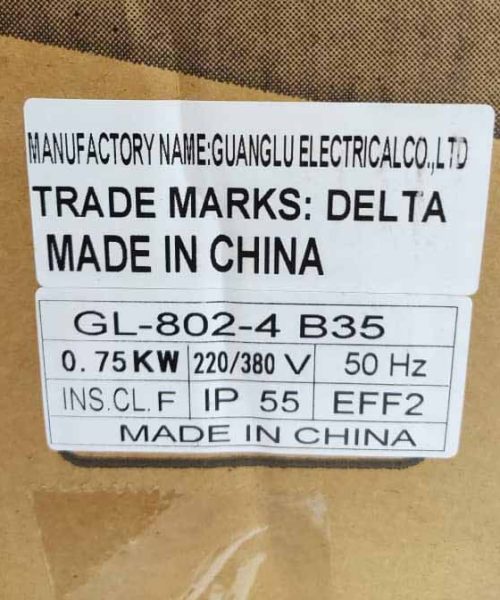 MANUFACTORY NAME:GUANGLU ELECTRICALCO.,LTD
TRADE MARKS: DELTA
MADE IN CHINA
GL-802-4 B35
0.75KW 220/380 V 50 Hz
INS.CL.F IP 55 EFF2
MADE IN CHINA